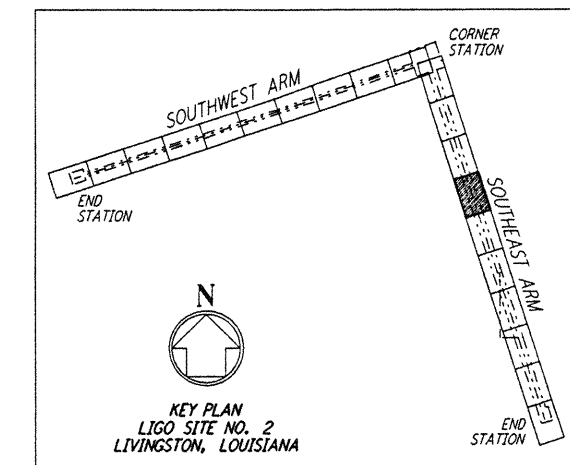 CORNER
STATION
SOUTHWEST ARM
END
STATION
SOUTHEAST ARM
N
KEY PLAN
LIGO SITE NO. 2
LIVINGSTON, LOUISIANA
END
STATION